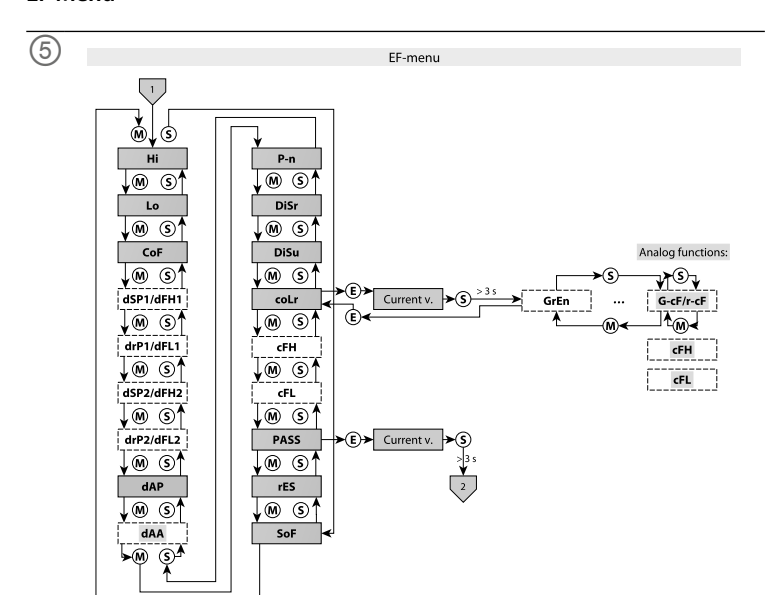 EF-menu
5
EF-menu
1
M S
Hi
M S
Lo
M S
CoF
M S
dSP1/dFH1
M S
drP1/dFL1
M S
dSP2/dFH2
M S
drP2/dFL2
M S
dAP
M S
dAA
M S
P-n
M S
DiSr
M S
DiSu
M S
coLr
M S
cFH
M S
cFL
M S
PASS
M S
rES
M S
SoF
E
Current v.
S
> 3 s
E
GrEn
S
...
M
Analog functions:
S
G-cF/r-cF
M
cFH
cFL
E
Current v.
S
> 3 s
2